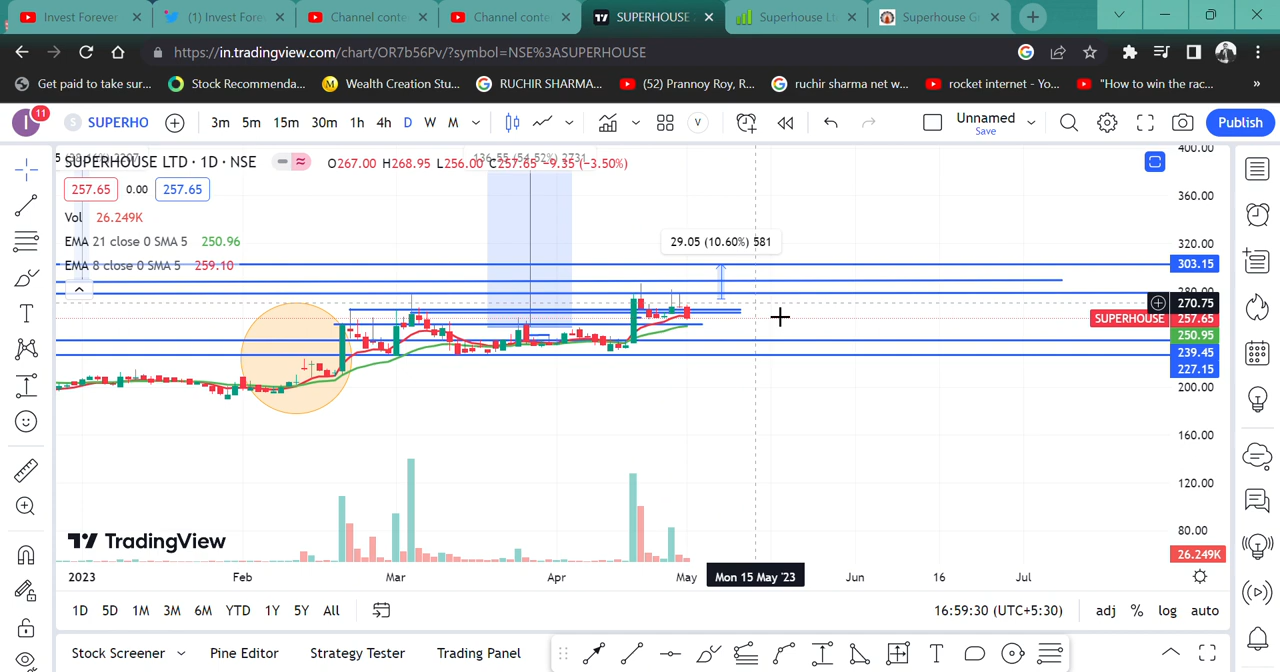 Invest Forever
(1) Invest Fore
Channel conte
Channel conte
SUPERHOUSE
Superhouse Lt
Superhouse G
https://in.tradingview.com/chart/OR7b56Pv/?symbol=NSE%3ASUPERHOUSE
Get paid to take sur...
Stock Recommenda...
Wealth Creation Stu...
RUCHIR SHARMA...
(52) Prannoy Roy, R...
ruchir sharma net w...
rocket internet - Yo...
"How to win the rac...
»
I
11
S SUPERHO
3m 5m 15m 30m 1h 4h D W M
V
Unnamed
Save
Publish
SUPERHOUSE LTD · 1D · NSE
O267.00 H268.95 L256.00 C257.65 −9.35 (−3.50%)
136.55 (54.52%) 2731
400.00
257.65 0.00 257.65
360.00
Vol 26.249K
EMA 21 close 0 SMA 5 250.96
29.05 (10.60%) 581
320.00
EMA 8 close 0 SMA 5 259.10
303.15
280.00
270.75
SUPERHOUSE 257.65
250.95
239.45
227.15
200.00
160.00
120.00
80.00
TradingView
26.249K
2023 Feb Mar Apr May Mon 15 May '23 Jun 16 Jul
1D 5D 1M 3M 6M YTD 1Y 5Y All
16:59:30 (UTC+5:30)
adj % log auto
Stock Screener
Pine Editor
Strategy Tester
Trading Panel
T